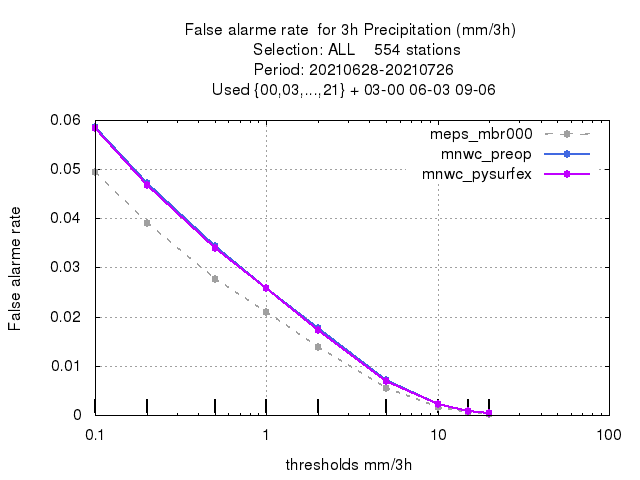 False alarme rate  for 3h Precipitation (mm/3h)
Selection: ALL    554 stations
Period: 20210628-20210726
Used {00,03,...,21} + 03-00 06-03 09-06
meps_mbr000
mnwc_preop
mnwc_pysurfex
False alarme rate
0.06
0.05
0.04
0.03
0.02
0.01
0
0.1
1
10
100
thresholds mm/3h